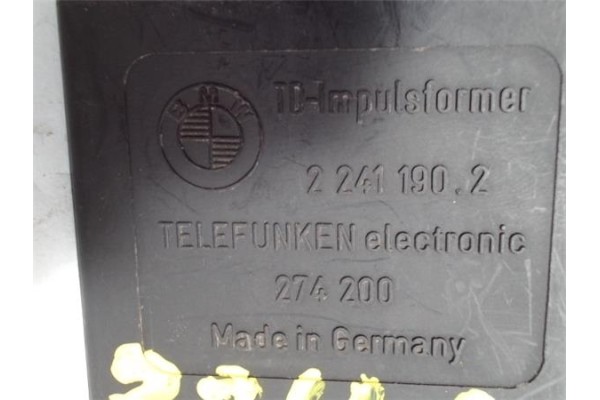 BMW
TD-Impulsformer
2 241 190.2
TELEFUNKEN electronic
274 200
Made in Germany